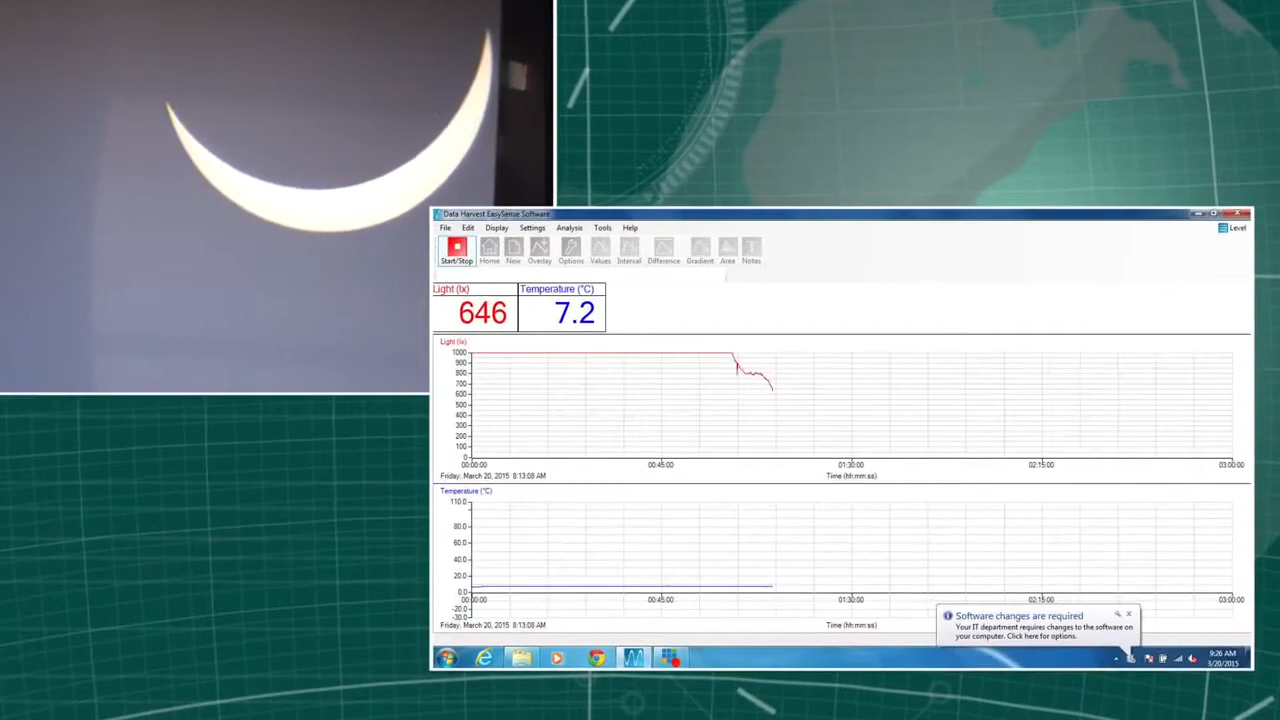 Data Harvest EasySense Software
File Edit Display Settings Analysis Tools Help
Level
Start/Stop Home New Overlay Options Values Interval Difference Gradient Area Notes
Light (lx) Temperature (°C)
646 7.2
Light (lx)
1000
900
800
700
600
500
400
300
200
100
0
00:00:00 00:45:00 01:30:00 02:15:00 03:00:00
Friday, March 20, 2015 8:13:08 AM Time (hh:mm:ss)
Temperature (°C)
110.0
80.0
60.0
40.0
20.0
0.0
00:00:00 00:45:00 01:30:00 02:15:00 03:00:00
-20.0
-30.0
Friday, March 20, 2015 8:13:08 AM Time (hh:mm:ss)
Software changes are required
Your IT department requires changes to the software on
your computer. Click here for options.
9:26 AM
3/20/2015